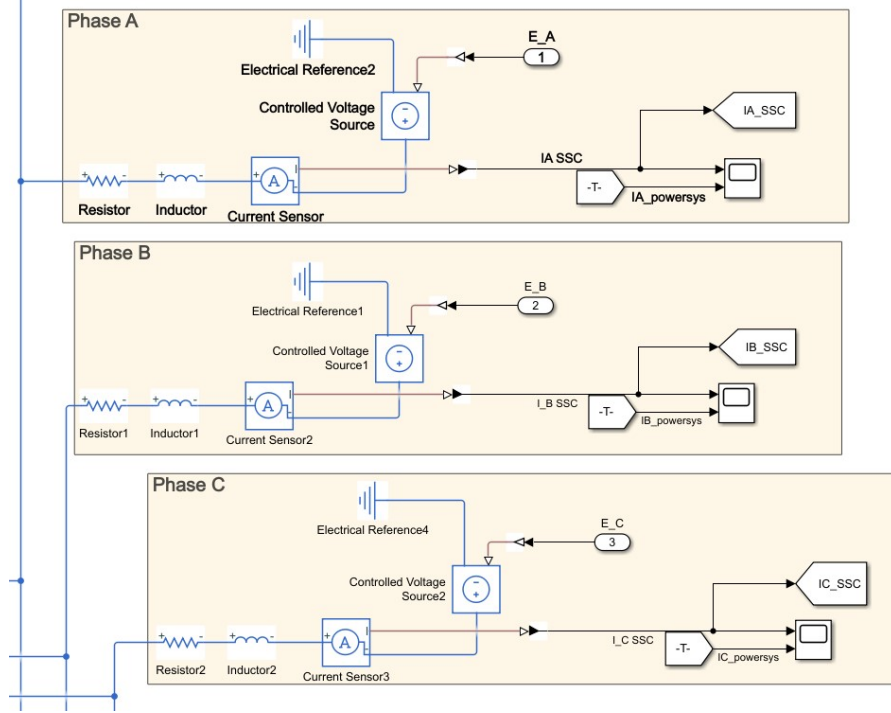 Phase A
E_A
1
Electrical Reference2
Controlled Voltage
Source
IA_SSC
+ -
+ -
+
A
I
IA SSC
-T-
IA_powersys
Resistor
Inductor
Current Sensor
Phase B
E_B
2
Electrical Reference1
Controlled Voltage
Source1
IB_SSC
+ -
+ -
+
A
I
I_B SSC
-T-
IB_powersys
Resistor1
Inductor1
Current Sensor2
Phase C
E_C
3
Electrical Reference4
Controlled Voltage
Source2
IC_SSC
+ -
+ -
+
A
I
I_C SSC
-T-
IC_powersys
Resistor2
Inductor2
Current Sensor3